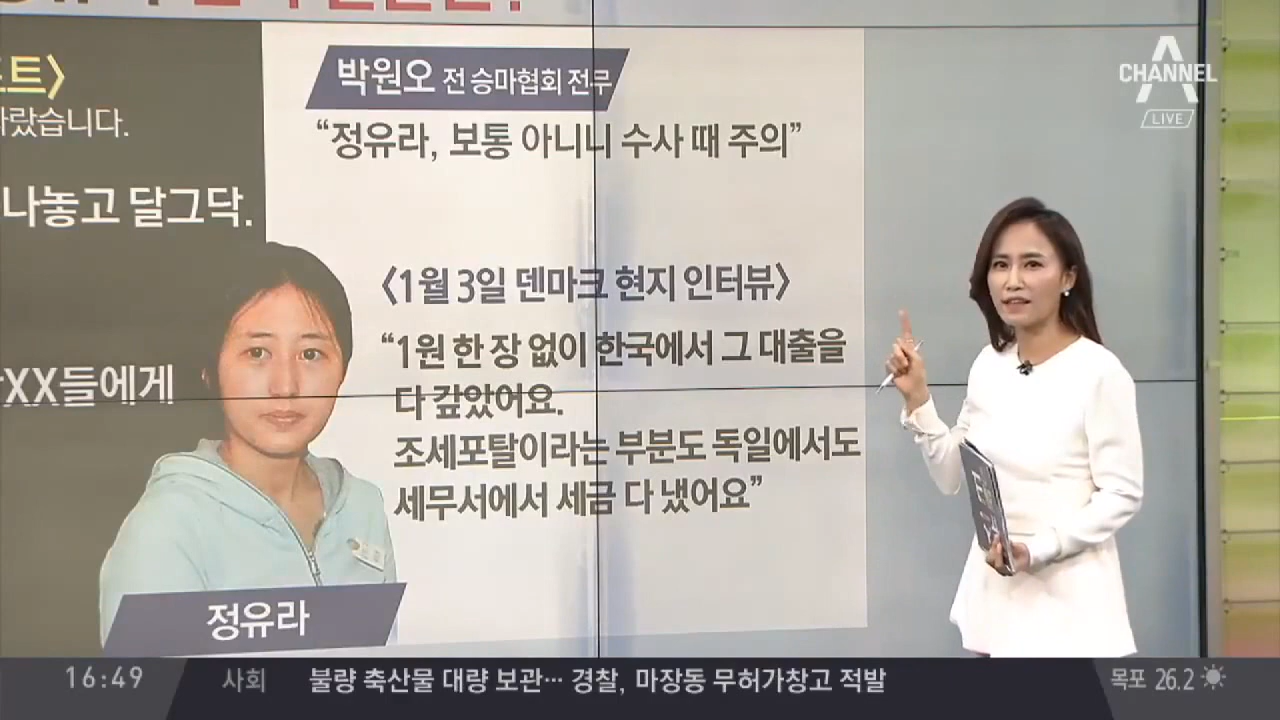 박원오 전 승마협회 전무
“정유라, 보통 아니니 수사 때 주의”
트〉
랐습니다.
나놓고 달그닥.
XX들에게
〈1월 3일 덴마크 현지 인터뷰〉
“1원 한 장 없이 한국에서 그 대출을
다 갚았어요.
조세포탈이라는 부분도 독일에서도
세무서에서 세금 다 냈어요”
정유라
CHANNEL A
LIVE
16:49
사회
불량 축산물 대량 보관… 경찰, 마장동 무허가창고 적발
목포 26.2